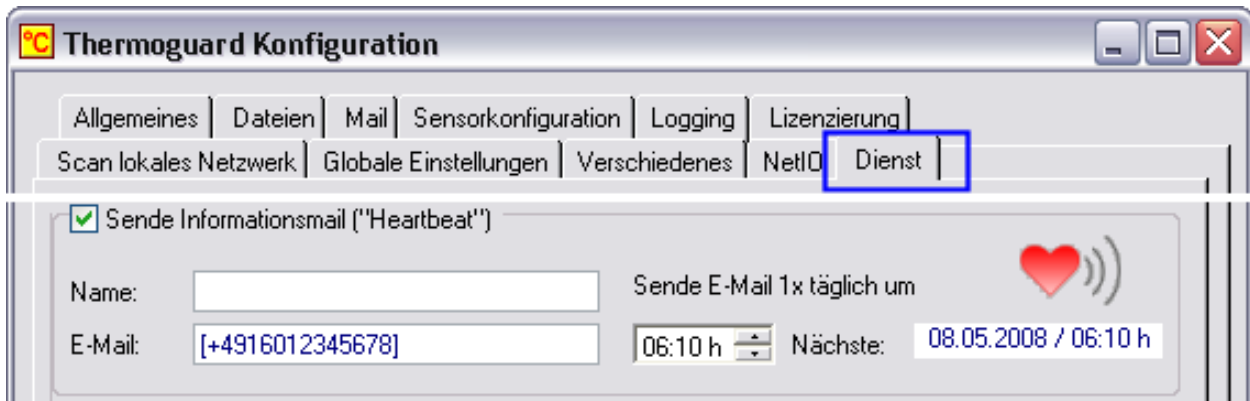 °C Thermoguard Konfiguration
Allgemeines Dateien Mail Sensorkonfiguration Logging Lizenzierung
Scan lokales Netzwerk Globale Einstellungen Verschiedenes NetIO Dienst
Sende Informationsmail ("Heartbeat")
Name: Sende E-Mail 1x täglich um
E-Mail: [+4916012345678] 06:10 h Nächste: 08.05.2008 / 06:10 h